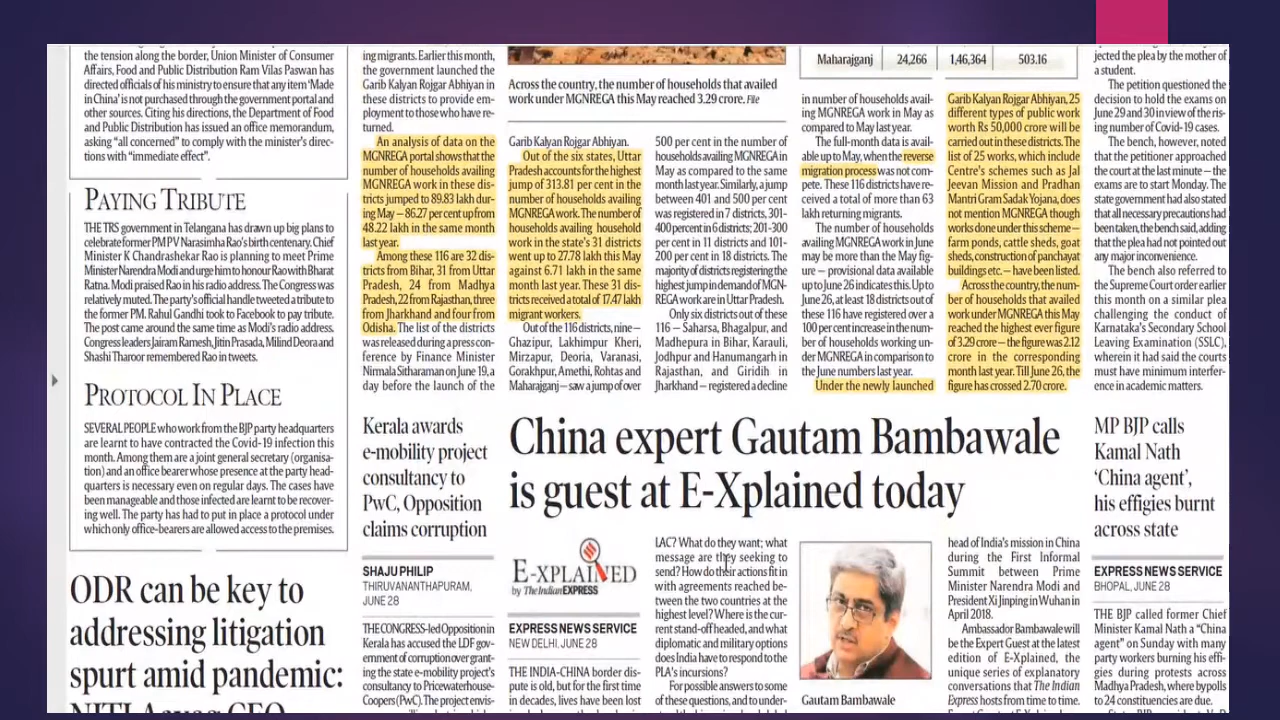 the tension along the border, Union Minister of Consumer
Affairs, Food and Public Distribution Ram Vilas Paswan has
directed officials of his ministry to ensure that any item ‘Made
in China’ is not purchased through the government portal and
other sources. Citing his directions, the Department of Food
and Public Distribution has issued an office memorandum,
asking “all concerned” to comply with the minister’s direc-
tions with “immediate effect”.
PAYING TRIBUTE
THE TRS government in Telangana has drawn up big plans to
celebrate former PM PV Narasimha Rao’s birth centenary. Chief
Minister K Chandrashekar Rao is planning to meet Prime
Minister Narendra Modi and urge him to honour Rao with Bharat
Ratna. Modi praised Rao in his radio address. The Congress was
relatively muted. The party’s official handle tweeted a tribute to
the former PM. Rahul Gandhi took to Facebook to pay tribute.
The post came around the same time as Modi’s radio address.
Congress leaders Jairam Ramesh, Jitin Prasada, Milind Deora and
Shashi Tharoor remembered Rao in tweets.
PROTOCOL IN PLACE
SEVERAL PEOPLE who work from the BJP party headquarters
are learnt to have contracted the Covid-19 infection this
month. Among them are a joint general secretary (organisa-
tion) and an office bearer whose presence at the party head-
quarters is necessary even on regular days. The cases have
been manageable and those infected are learnt to be recover-
ing well. The party has had to put in place a protocol under
which only office-bearers are allowed access to the premises.
ODR can be key to
addressing litigation
spurt amid pandemic:
NITI Aayog CEO
ing migrants. Earlier this month,
the government launched the
Garib Kalyan Rojgar Abhiyan in
these districts to provide em-
ployment to those who have re-
turned.
An analysis of data on the
MGNREGA portal shows that the
number of households availing
MGNREGA work in these dis-
tricts jumped to 89.83 lakh dur-
ing May — 86.27 per cent up from
48.22 lakh in the same month
last year.
Among these 116 are 32 dis-
tricts from Bihar, 31 from Uttar
Pradesh, 24 from Madhya
Pradesh, 22 from Rajasthan, three
from Jharkhand and four from
Odisha. The list of the districts
was released during a press con-
ference by Finance Minister
Nirmala Sitharaman on June 19, a
day before the launch of the
Across the country, the number of households that availed
work under MGNREGA this May reached 3.29 crore. File
Garib Kalyan Rojgar Abhiyan.
Out of the six states, Uttar
Pradesh accounts for the highest
jump of 313.81 per cent in the
number of households availing
MGNREGA work. The number of
households availing household
work in the state’s 31 districts
went up to 27.78 lakh this May
against 6.71 lakh in the same
month last year. These 31 dis-
tricts received a total of 17.47 lakh
migrant workers.
Out of the 116 districts, nine—
Ghazipur, Lakhimpur Kheri,
Mirzapur, Deoria, Varanasi,
Gorakhpur, Amethi, Rohtas and
Maharajganj — saw a jump of over
500 per cent in the number of
households availing MGNREGA in
May as compared to the same
month last year. Similarly, a jump
between 401 and 500 per cent
was registered in 7 districts, 301-
400 percent in 6 districts; 201-300
per cent in 11 districts and 101-
200 per cent in 18 districts. The
majority of districts registering the
highest jump in demand of MGN-
REGA work are in Uttar Pradesh.
Only six districts out of these
116 — Saharsa, Bhagalpur, and
Madhepura in Bihar, Karauli,
Jodhpur and Hanumangarh in
Rajasthan, and Giridih in
Jharkhand — registered a decline
Maharajganj 24,266 1,46,364 503.16
in number of households avail-
ing MGNREGA work in May as
compared to May last year.
The full-month data is avail-
able up to May, when the reverse
migration process was not com-
pete. These 116 districts have re-
ceived a total of more than 63
lakh returning migrants.
The number of households
availing MGNREGA work in June
may be more than the May fig-
ure — provisional data available
up to June 26 indicates this. Up to
June 26, at least 18 districts out of
these 116 have registered over a
100 per cent increase in the num-
ber of households working un-
der MGNREGA in comparison to
the June numbers last year.
Under the newly launched
Garib Kalyan Rojgar Abhiyan, 25
different types of public work
worth Rs 50,000 crore will be
carried out in these districts. The
list of 25 works, which include
Centre’s schemes such as Jal
Jeevan Mission and Pradhan
Mantri Gram Sadak Yojana, does
not mention MGNREGA though
works done under this scheme —
farm ponds, cattle sheds, goat
sheds, construction of panchayat
buildings etc. — have been listed.
Across the country, the num-
ber of households that availed
work under MGNREGA this May
reached the highest ever figure
of 3.29 crore — the figure was 2.12
crore in the corresponding
month last year. Till June 26, the
figure has crossed 2.70 crore.
jected the plea by the mother of
a student.
The petition questioned the
decision to hold the exams on
June 29 and 30 in view of the ris-
ing number of Covid-19 cases.
The bench, however, noted
that the petitioner approached
the court at the last minute — the
exams are to start Monday. The
state government had also stated
that all necessary precautions had
been taken, the bench said, adding
that the plea had not pointed out
any major inconvenience.
The bench also referred to
the Supreme Court order earlier
this month on a similar plea
challenging the conduct of
Karnataka’s Secondary School
Leaving Examination (SSLC),
wherein it had said the courts
must have minimum interfer-
ence in academic matters.
Kerala awards
e-mobility project
consultancy to
PwC, Opposition
claims corruption
SHAJU PHILIP
THIRUVANANTHAPURAM,
JUNE 28
THE CONGRESS-led Opposition in
Kerala has accused the LDF gov-
ernment of corruption over grant-
ing the state e-mobility project’s
consultancy to Pricewaterhouse-
Coopers (PwC). The project envis-
China expert Gautam Bambawale
is guest at E-Xplained today
E-XPLAINED
by The Indian EXPRESS
EXPRESS NEWS SERVICE
NEW DELHI, JUNE 28
THE INDIA-CHINA border dis-
pute is old, but for the first time
in decades, lives have been lost
LAC? What do they want; what
message are they seeking to
send? How do their actions fit in
with agreements reached be-
tween the two countries at the
highest level? Where is the cur-
rent stand-off headed, and what
diplomatic and military options
does India have to respond to the
PLA’s incursions?
For possible answers to some
of these questions, and to under-
Gautam Bambawale
head of India’s mission in China
during the First Informal
Summit between Prime
Minister Narendra Modi and
President Xi Jinping in Wuhan in
April 2018.
Ambassador Bambawale will
be the Expert Guest at the latest
edition of E-Xplained, the
unique series of explanatory
conversations that The Indian
Express hosts from time to time.
MP BJP calls
Kamal Nath
‘China agent’,
his effigies burnt
across state
EXPRESS NEWS SERVICE
BHOPAL, JUNE 28
THE BJP called former Chief
Minister Kamal Nath a “China
agent” on Sunday with many
party workers burning his effi-
gies during protests across
Madhya Pradesh, where bypolls
to 24 constituencies are due.